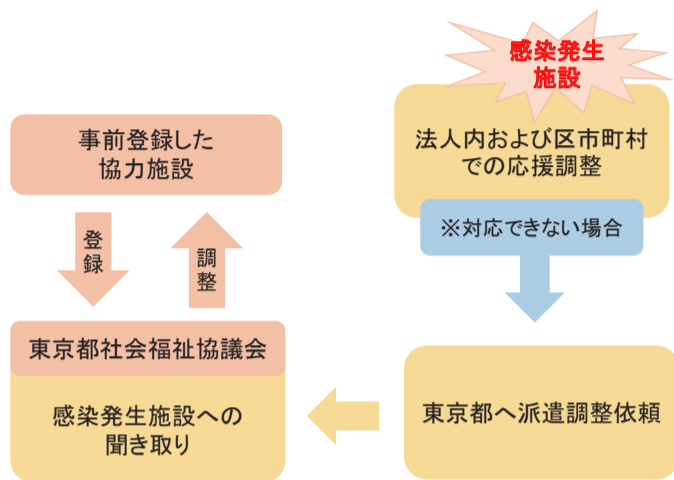 感染発生
施設
法人内および区市町村
での応援調整
※対応できない場合
東京都へ派遣調整依頼
事前登録した
協力施設
登録
調整
東京都社会福祉協議会
感染発生施設への
聞き取り